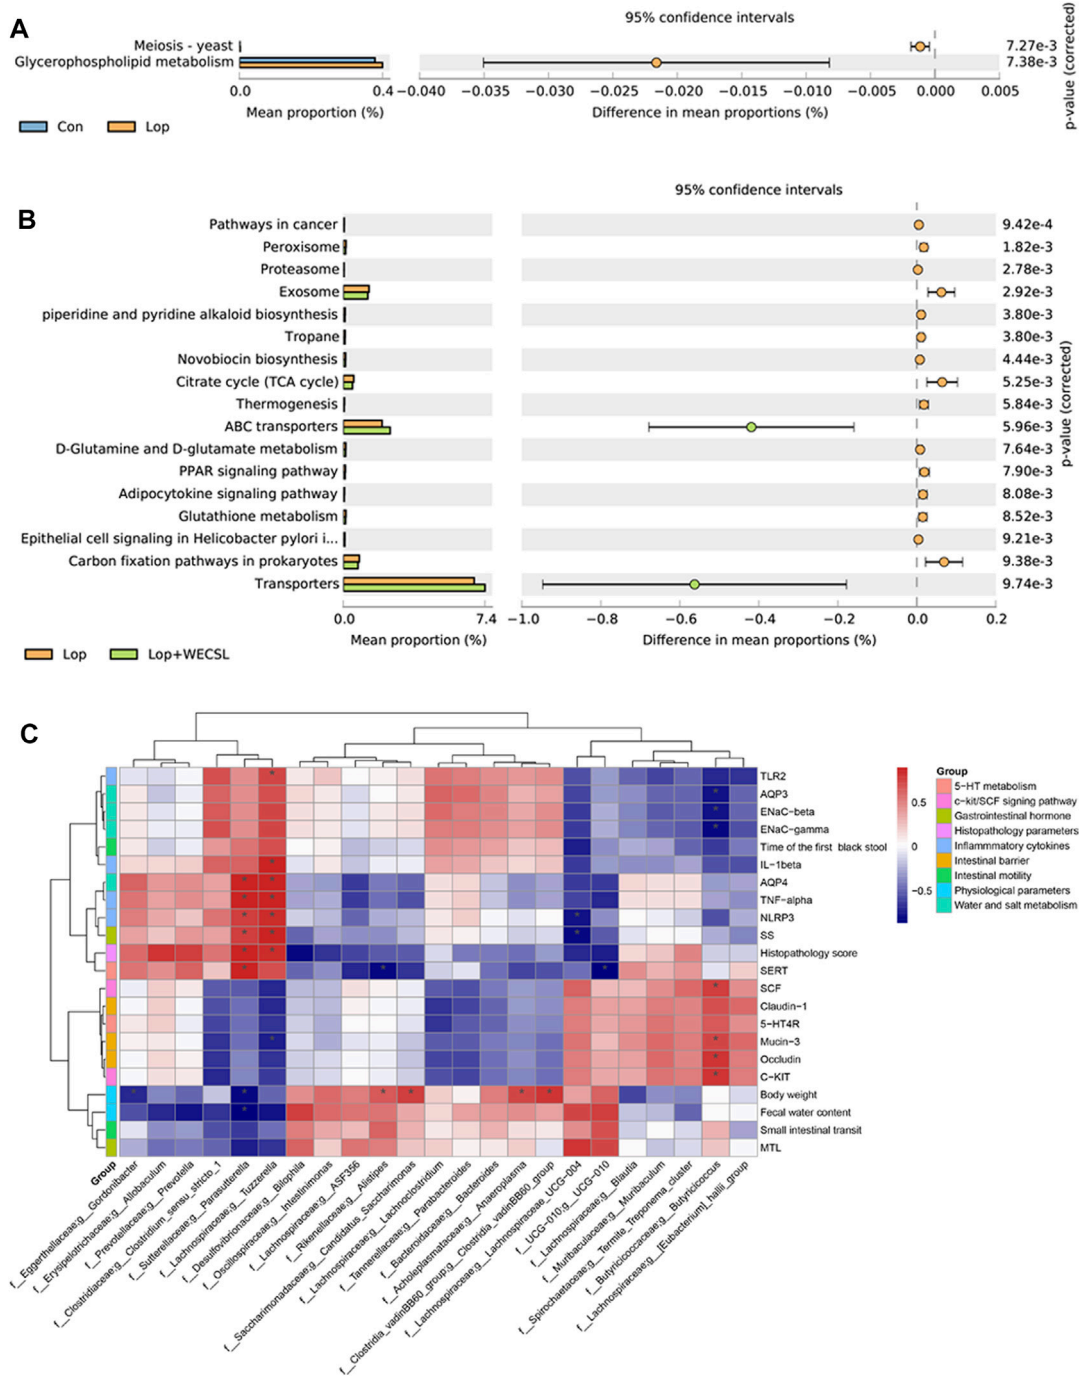 A
95% confidence intervals
Meiosis - yeast
7.27e-3
Glycerophospholipid metabolism
7.38e-3
p-value (corrected)
0.0
0.4
−0.040
−0.035
−0.030
−0.025
−0.020
−0.015
−0.010
−0.005
0.000
0.005
Mean proportion (%)
Difference in mean proportions (%)
Con
Lop
B
95% confidence intervals
Pathways in cancer
9.42e-4
Peroxisome
1.82e-3
Proteasome
2.78e-3
Exosome
2.92e-3
piperidine and pyridine alkaloid biosynthesis
3.80e-3
Tropane
3.80e-3
Novobiocin biosynthesis
4.44e-3
Citrate cycle (TCA cycle)
5.25e-3
Thermogenesis
5.84e-3
ABC transporters
5.96e-3
D-Glutamine and D-glutamate metabolism
7.64e-3
PPAR signaling pathway
7.90e-3
Adipocytokine signaling pathway
8.08e-3
Glutathione metabolism
8.52e-3
Epithelial cell signaling in Helicobacter pylori i...
9.21e-3
Carbon fixation pathways in prokaryotes
9.38e-3
Transporters
9.74e-3
p-value (corrected)
0.0
7.4
−1.0
−0.8
−0.6
−0.4
−0.2
0.0
0.2
Mean proportion (%)
Difference in mean proportions (%)
Lop
Lop+WECSL
C
TLR2
AQP3
ENaC-beta
ENaC-gamma
Time of the first black stool
IL-1beta
AQP4
TNF-alpha
NLRP3
SS
Histopathology score
SERT
SCF
Claudin-1
5-HT4R
Mucin-3
Occludin
C-KIT
Body weight
Fecal water content
Small intestinal transit
MTL
0.5
0
−0.5
Group
5-HT metabolism
c-kit/SCF signing pathway
Gastrointestinal hormone
Histopathology parameters
Inflammmatory cytokines
Intestinal barrier
Intestinal motility
Physiological parameters
Water and salt metabolism
Group
f__Eggerthellaceae;g__Gordonibacter
f__Erysipelotrichaceae;g__Allobaculum
f__Prevotellaceae;g__Prevotella
f__Clostridiaceae;g__Clostridium_sensu_stricto_1
f__Sutterellaceae;g__Parasutterella
f__Lachnospiraceae;g__Tuzzerella
f__Desulfovibrionaceae;g__Bilophila
f__Oscillospiraceae;g__Intestinimonas
f__Lachnospiraceae;g__ASF356
f__Rikenellaceae;g__Alistipes
f__Saccharimonadaceae;g__Candidatus_Saccharimonas
f__Lachnospiraceae;g__Lachnoclostridium
f__Tannerellaceae;g__Parabacteroides
f__Bacteroidaceae;g__Bacteroides
f__Acholeplasmataceae;g__Anaeroplasma
f__Clostridia_vadinBB60_group;g__Clostridia_vadinBB60_group
f__Lachnospiraceae;g__Lachnospiraceae_UCG-004
f__UCG-010;g__UCG-010
f__Lachnospiraceae;g__Blautia
f__Muribaculaceae;g__Muribaculum
f__Spirochaetaceae;g__Termite_Treponema_cluster
f__Butyricicoccaceae;g__Butyricicoccus
f__Lachnospiraceae;g__[Eubacterium]_hallii_group